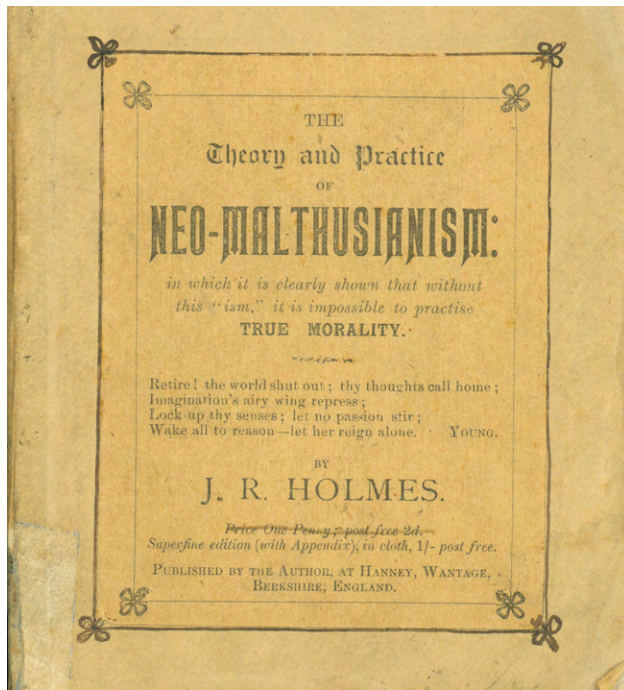 THE
Theory and Practice
OF
NEO-MALTHUSIANISM:
in which it is clearly shown that without
this "ism," it is impossible to practise
TRUE MORALITY.
Retire! the world shut out; thy thoughts call home;
Imagination's airy wing repress;
Lock up thy senses; let no passion stir;
Wake all to reason—let her reign alone. YOUNG.
BY
J. R. HOLMES.
Price One Penny; post free 2d.
Superfine edition (with Appendix), in cloth, 1/- post free.
PUBLISHED BY THE AUTHOR, AT HANNEY, WANTAGE,
BERKSHIRE, ENGLAND.